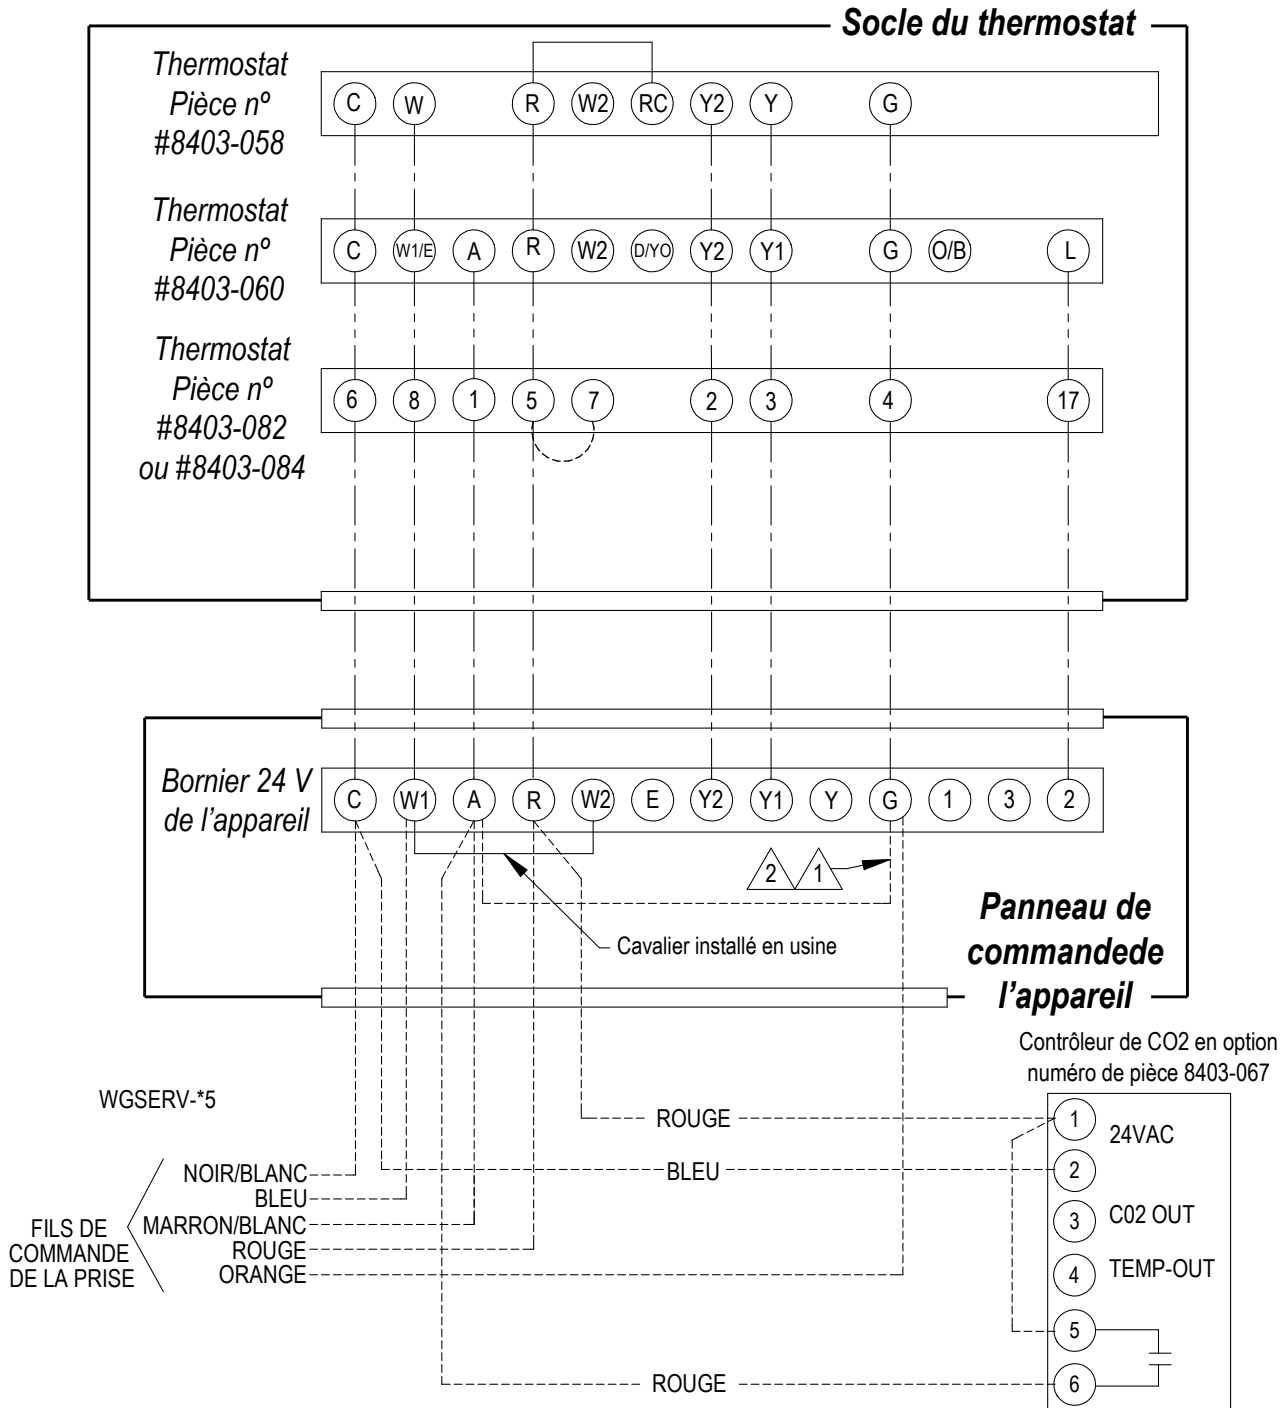 Socle du thermostat
Thermostat
Pièce nº
#8403-058
C W R W2 RC Y2 Y G
Thermostat
Pièce nº
#8403-060
C W1/E A R W2 D/YO Y2 Y1 G O/B L
Thermostat
Pièce nº
#8403-082
ou #8403-084
6 8 1 5 7 2 3 4 17
Bornier 24 V
de l’appareil
C W1 A R W2 E Y2 Y1 Y G 1 3 2
2 1
Cavalier installé en usine
Panneau de
commandede
l’appareil
Contrôleur de CO2 en option
numéro de pièce 8403-067
WGSERV-*5
ROUGE
1 24VAC
BLEU
2
NOIR/BLANC
BLEU
MARRON/BLANC
ROUGE
ORANGE
FILS DE
COMMANDE
DE LA PRISE
3 C02 OUT
4 TEMP-OUT
5
ROUGE
6